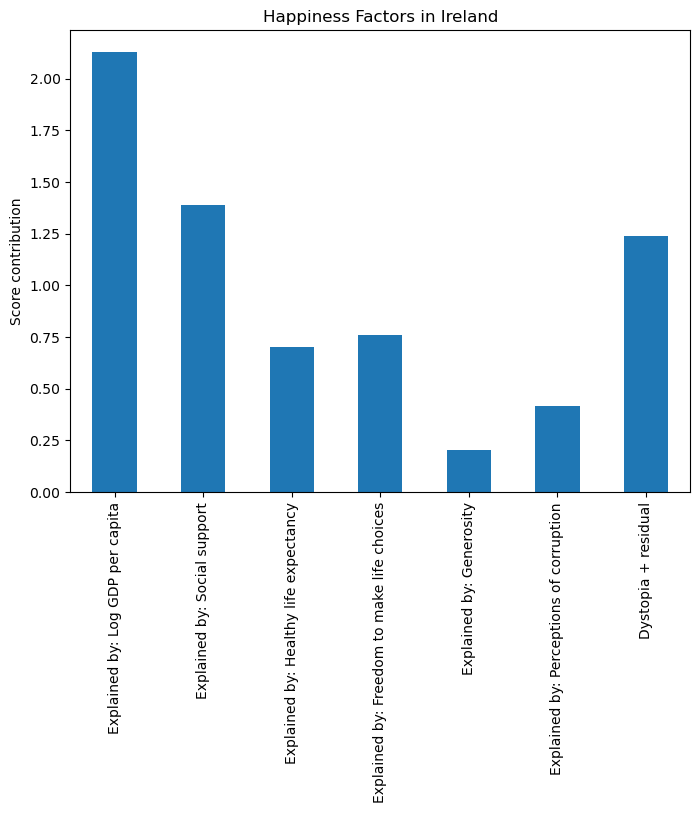 Happiness Factors in Ireland
Score contribution
2.00
1.75
1.50
1.25
1.00
0.75
0.50
0.25
0.00
Explained by: Log GDP per capita
Explained by: Social support
Explained by: Healthy life expectancy
Explained by: Freedom to make life choices
Explained by: Generosity
Explained by: Perceptions of corruption
Dystopia + residual